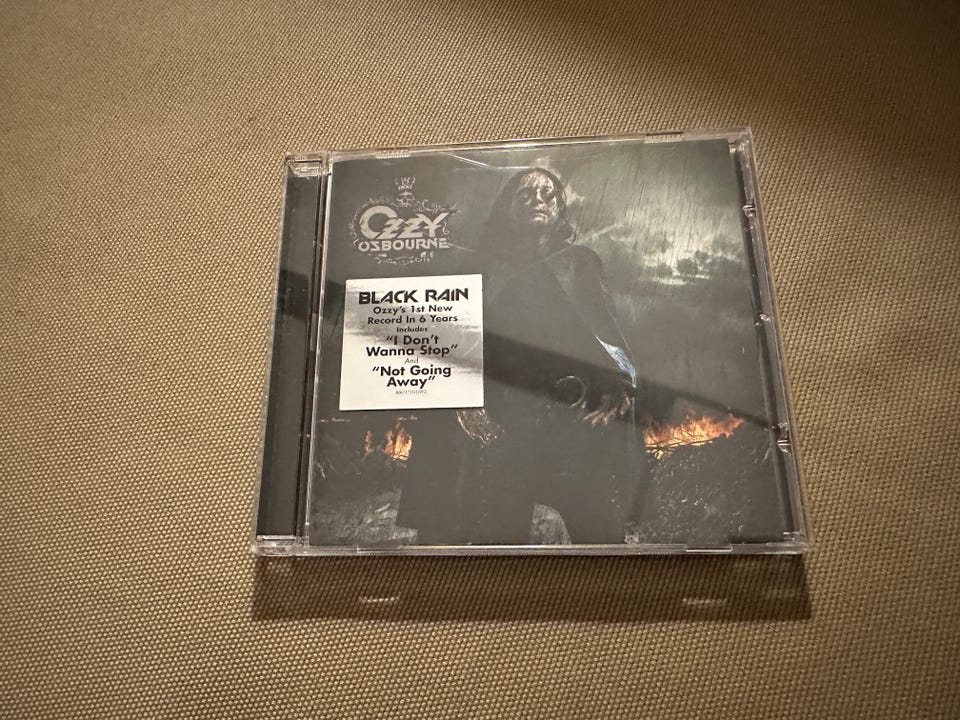 OZZY
OSBOURNE
BLACK RAIN
Ozzy's 1st New
Record In 6 Years
Includes
"I Don't
Wanna Stop"
And
"Not Going
Away"